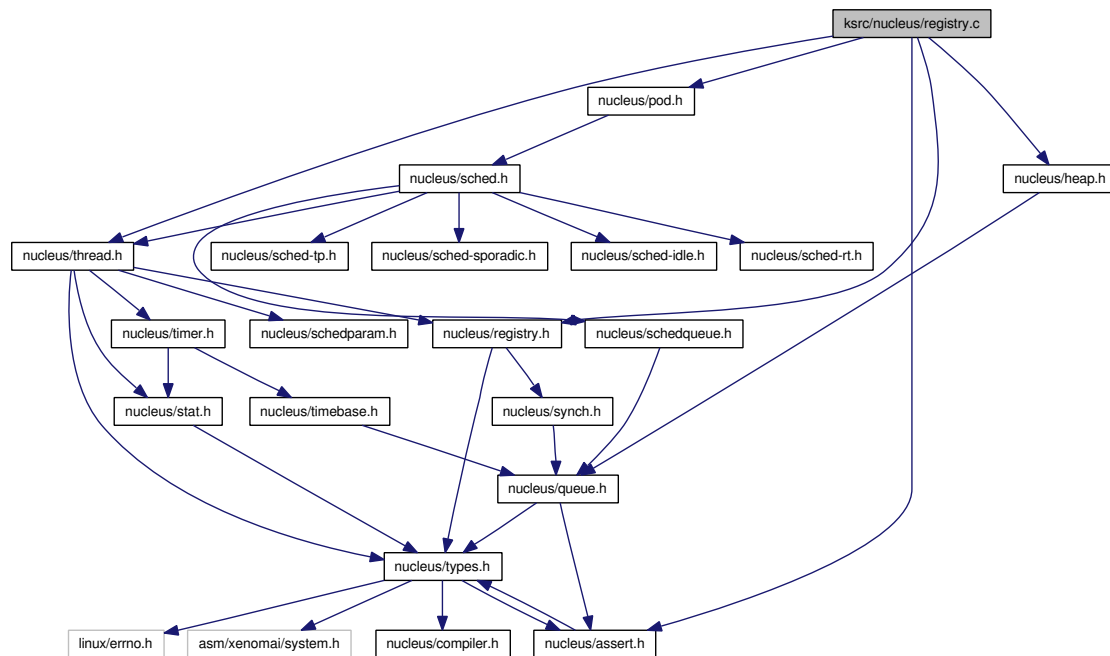 ksrc/nucleus/registry.c
nucleus/pod.h
nucleus/sched.h
nucleus/heap.h
nucleus/thread.h
nucleus/sched-tp.h
nucleus/sched-sporadic.h
nucleus/sched-idle.h
nucleus/sched-rt.h
nucleus/timer.h
nucleus/schedparam.h
nucleus/registry.h
nucleus/schedqueue.h
nucleus/stat.h
nucleus/timebase.h
nucleus/synch.h
nucleus/queue.h
nucleus/types.h
linux/errno.h
asm/xenomai/system.h
nucleus/compiler.h
nucleus/assert.h